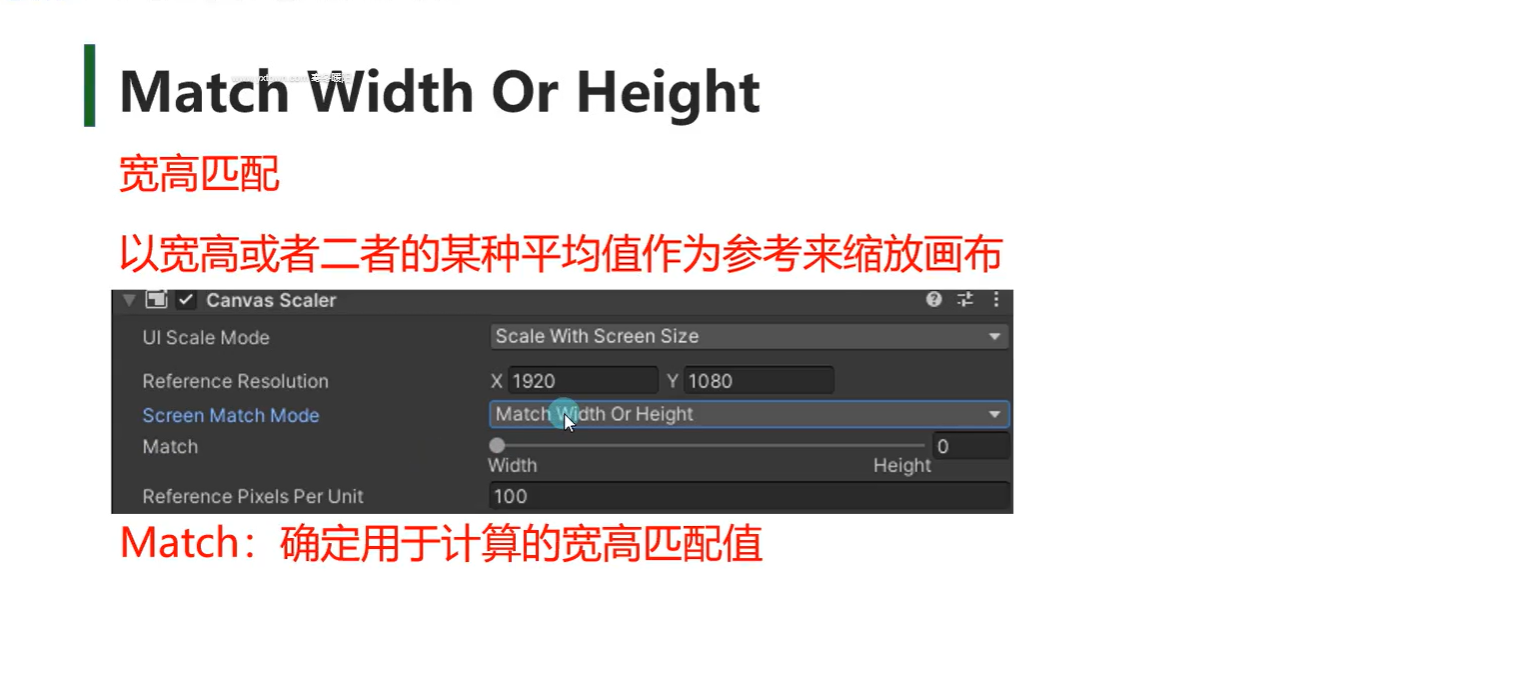 Match Width Or Height
宽高匹配
以宽高或者二者的某种平均值作为参考来缩放画布
Canvas Scaler
UI Scale Mode Scale With Screen Size
Reference Resolution X 1920 Y 1080
Screen Match Mode Match Width Or Height
Match 0
Width Height
Reference Pixels Per Unit 100
Match：确定用于计算的宽高匹配值